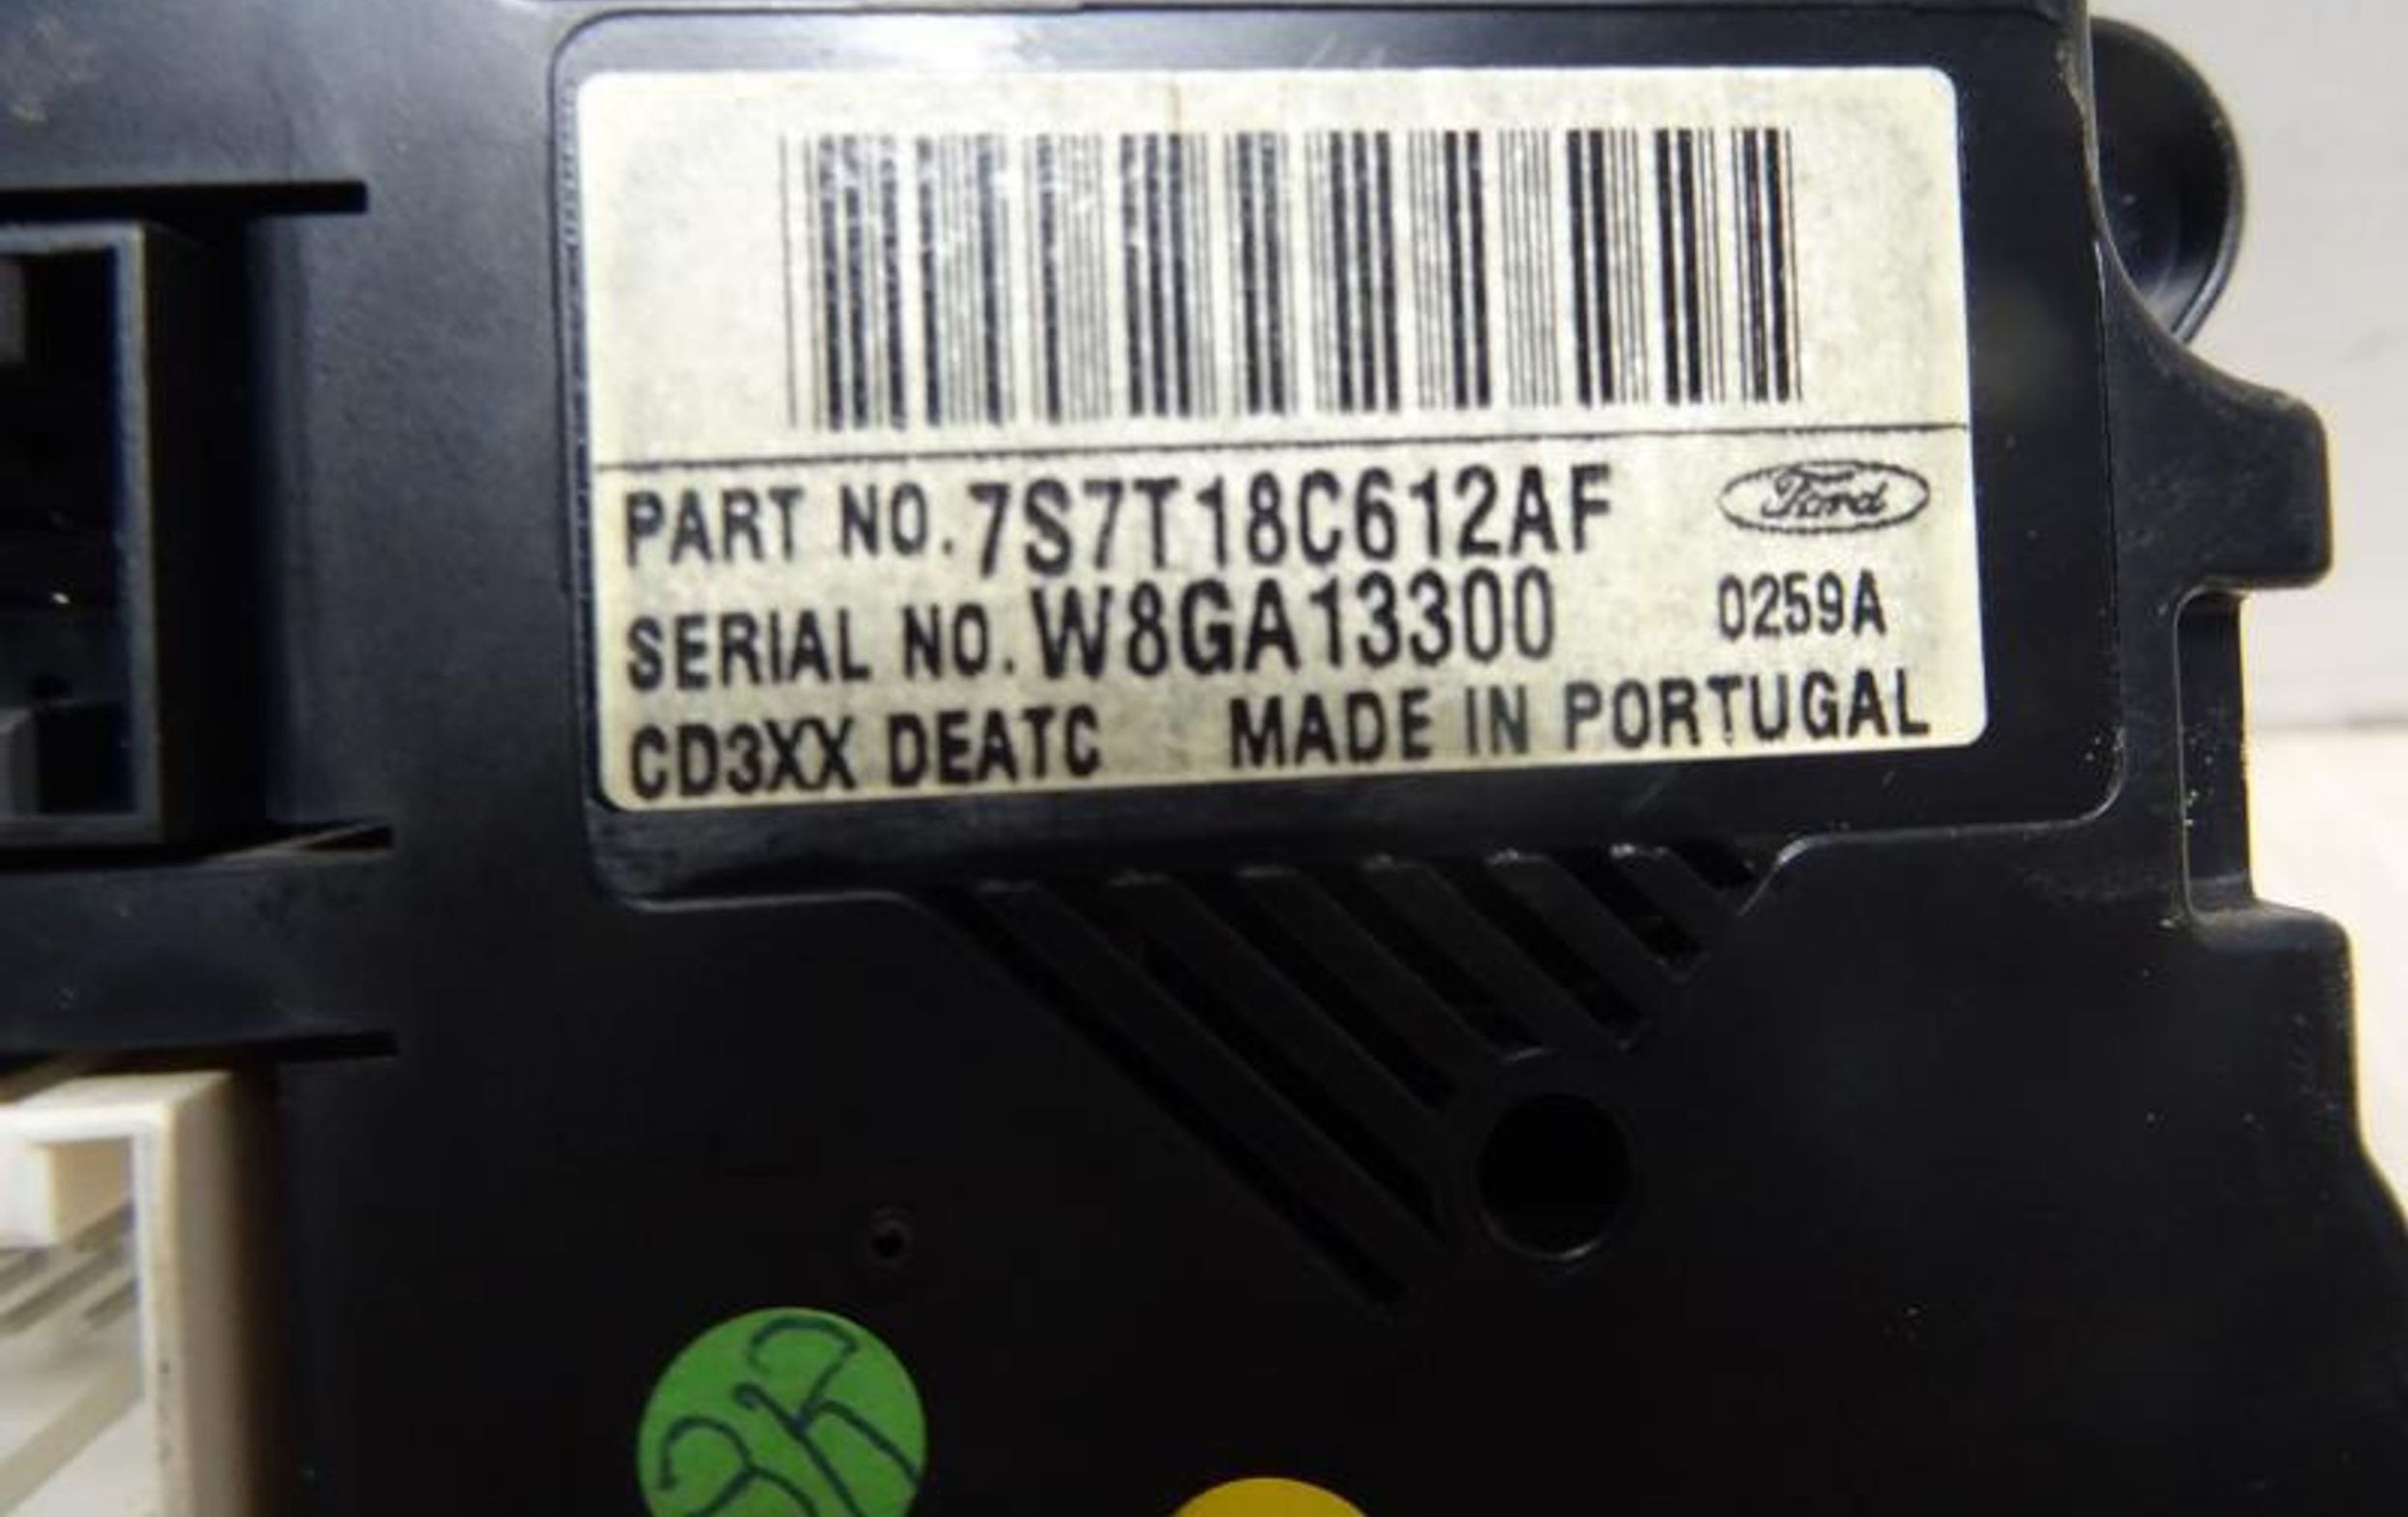 PART NO. 7S7T18C612AF Ford
SERIAL NO. W8GA13300 0259A
CD3XX DEATC MADE IN PORTUGAL